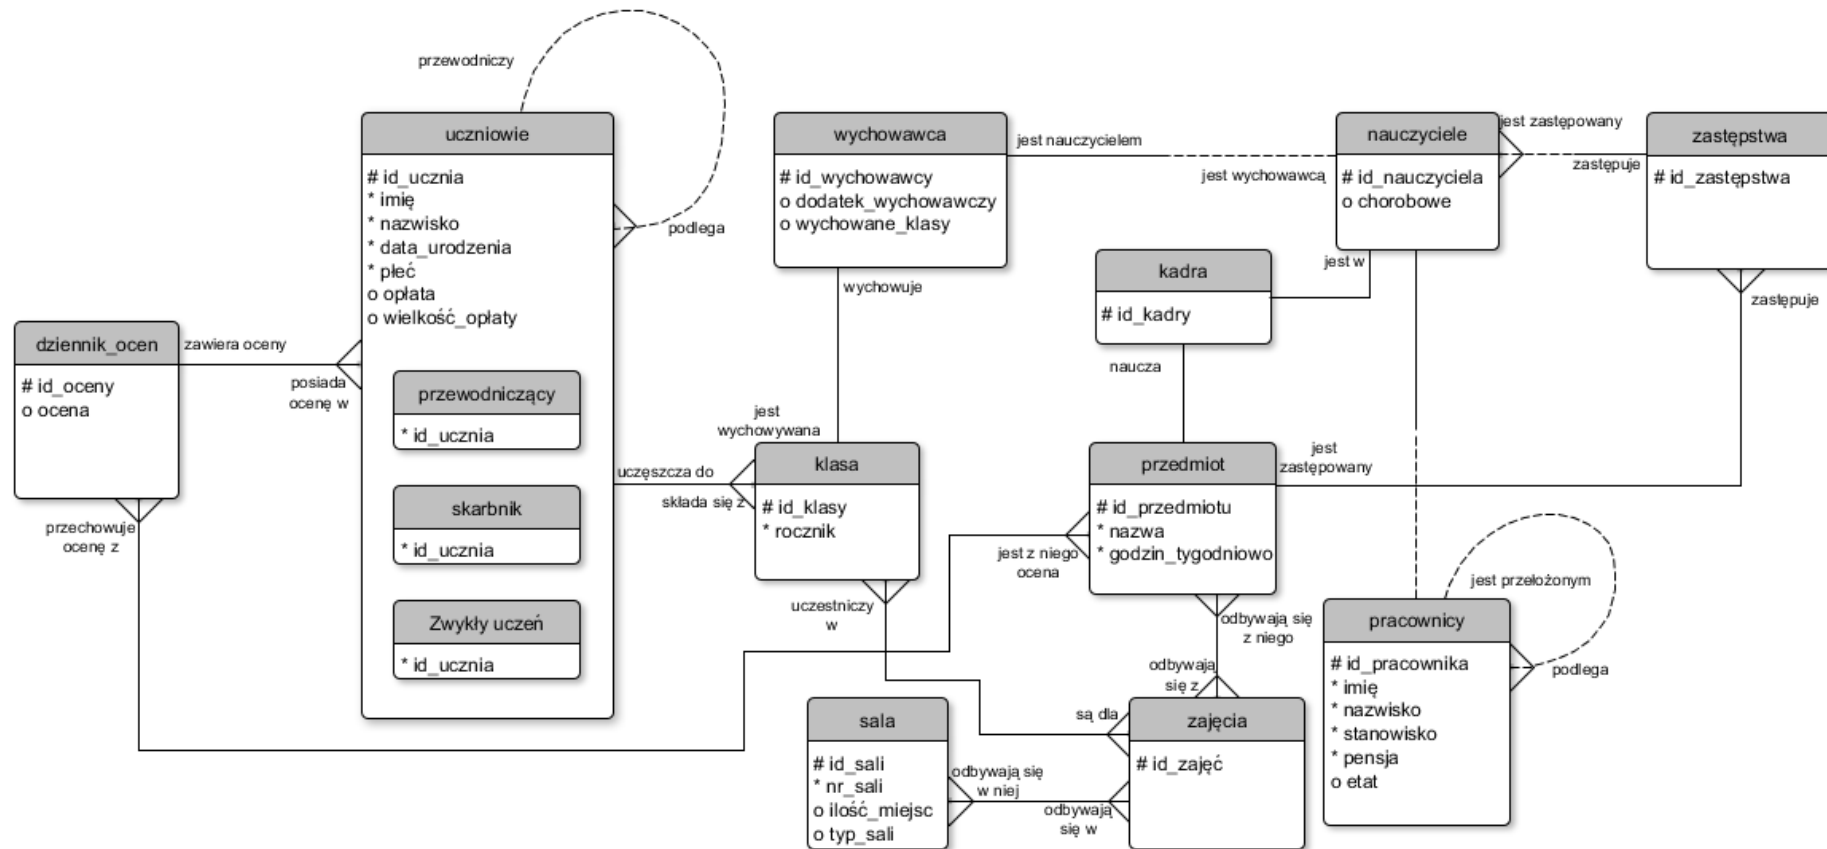 przewodniczy
uczniowie
# id_ucznia
* imię
* nazwisko
* data_urodzenia
* płeć
o opłata
o wielkość_opłaty
podlega
przewodniczący
* id_ucznia
skarbnik
* id_ucznia
Zwykły uczeń
* id_ucznia
dziennik_ocen
# id_oceny
o ocena
zawiera oceny
posiada
ocenę w
przechowuje
ocenę z
wychowawca
# id_wychowawcy
o dodatek_wychowawczy
o wychowane_klasy
jest nauczycielem
jest wychowawcą
wychowuje
jest
wychowywana
nauczyciele
# id_nauczyciela
o chorobowe
jest zastępowany
zastępuje
zastępstwa
# id_zastępstwa
zastępuje
jest w
kadra
# id_kadry
naucza
uczęszcza do
składa się z
klasa
# id_klasy
* rocznik
uczestniczy
w
przedmiot
# id_przedmiotu
* nazwa
* godzin_tygodniowo
jest
zastępowany
jest z niego
ocena
odbywają się
z niego
odbywają
się z
są dla
sala
# id_sali
* nr_sali
o ilość_miejsc
o typ_sali
odbywają się
w niej
odbywają
się w
zajęcia
# id_zajęć
jest przełożonym
pracownicy
# id_pracownika
* imię
* nazwisko
* stanowisko
* pensja
o etat
podlega